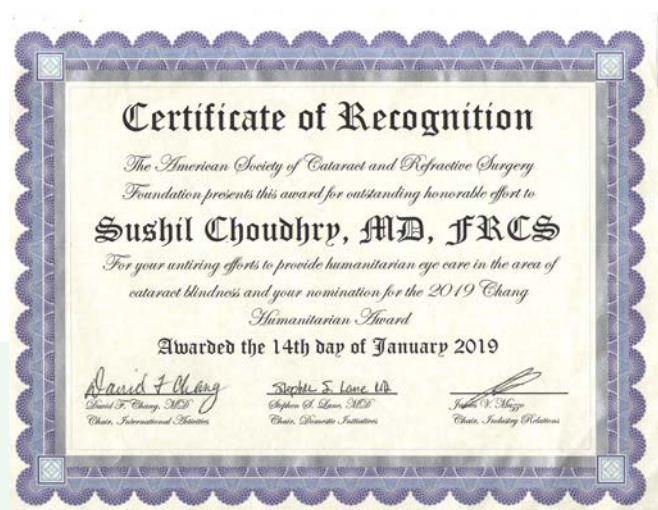 Certificate of Recognition
The American Society of Cataract and Refractive Surgery
Foundation presents this award for outstanding honorable effort to
Sushil Choudhry, MD, FRCS
For your untiring efforts to provide humanitarian eye care in the area of
cataract blindness and your nomination for the 2019 Chang
Humanitarian Award
Awarded the 14th day of January 2019
David F Chang
Stephen S. Lane MD
David F. Chang, MD
Stephen S. Lane, MD
James V. Mazzo
Chair, International Activities
Chair, Domestic Initiatives
Chair, Industry Relations